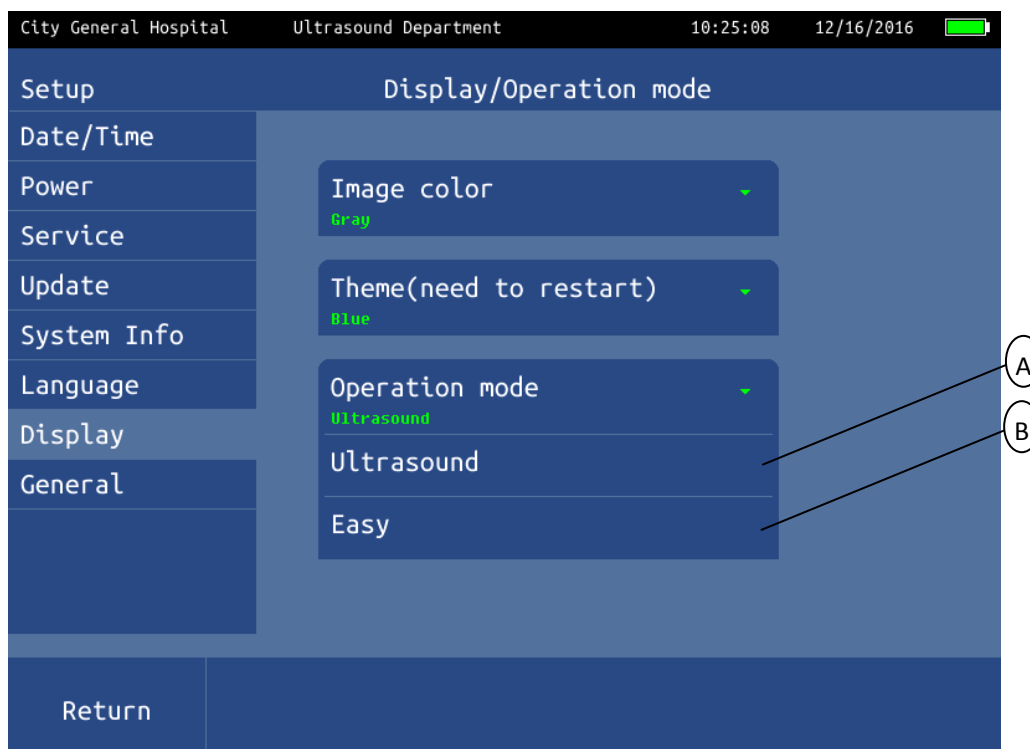 City General Hospital Ultrasound Department 10:25:08 12/16/2016
Setup Display/Operation mode
Date/Time
Power
Service
Update
System Info
Language
Display
General
Image color
Gray
Theme(need to restart)
Blue
Operation mode
Ultrasound
Ultrasound
Easy
A
B
Return